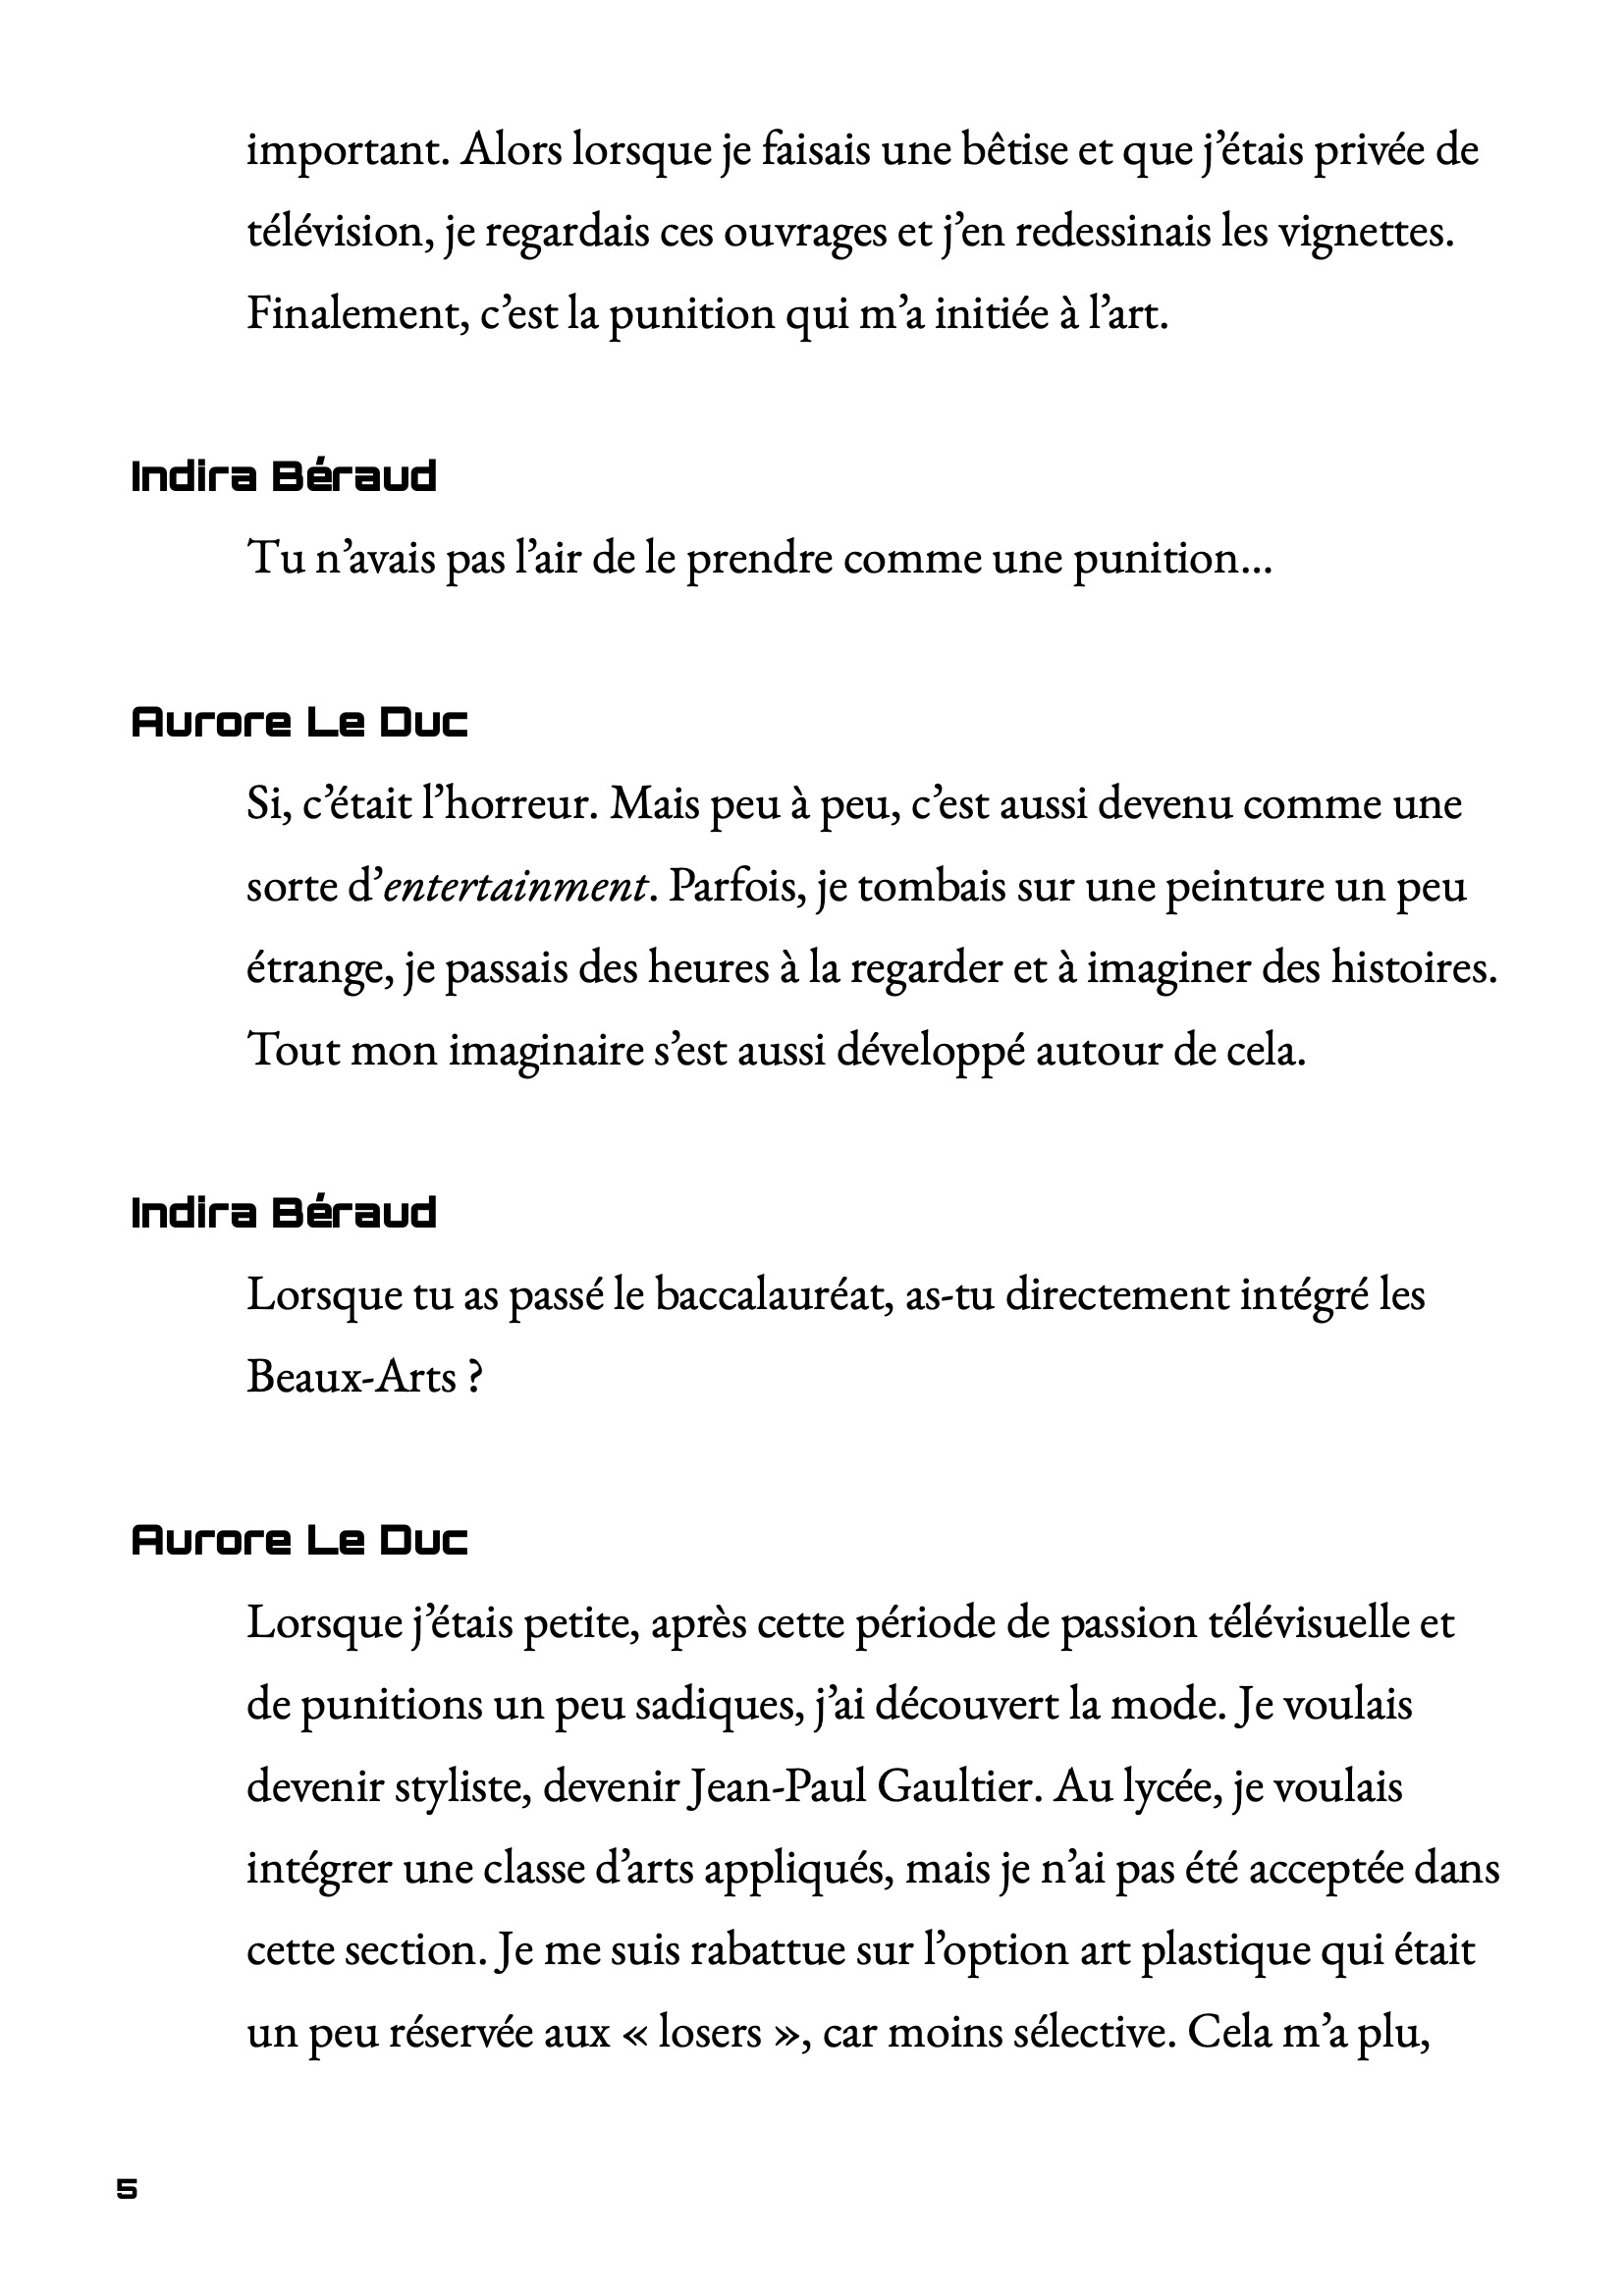 important. Alors lorsque je faisais une bêtise et que j’étais privée de
télévision, je regardais ces ouvrages et j’en redessinais les vignettes.
Finalement, c’est la punition qui m’a initiée à l’art.
Indira Béraud
Tu n’avais pas l’air de le prendre comme une punition…
Aurore Le Duc
Si, c’était l’horreur. Mais peu à peu, c’est aussi devenu comme une
sorte d’entertainment. Parfois, je tombais sur une peinture un peu
étrange, je passais des heures à la regarder et à imaginer des histoires.
Tout mon imaginaire s’est aussi développé autour de cela.
Indira Béraud
Lorsque tu as passé le baccalauréat, as-tu directement intégré les
Beaux-Arts ?
Aurore Le Duc
Lorsque j’étais petite, après cette période de passion télévisuelle et
de punitions un peu sadiques, j’ai découvert la mode. Je voulais
devenir styliste, devenir Jean-Paul Gaultier. Au lycée, je voulais
intégrer une classe d’arts appliqués, mais je n’ai pas été acceptée dans
cette section. Je me suis rabattue sur l’option art plastique qui était
un peu réservée aux « losers », car moins sélective. Cela m’a plu,
5